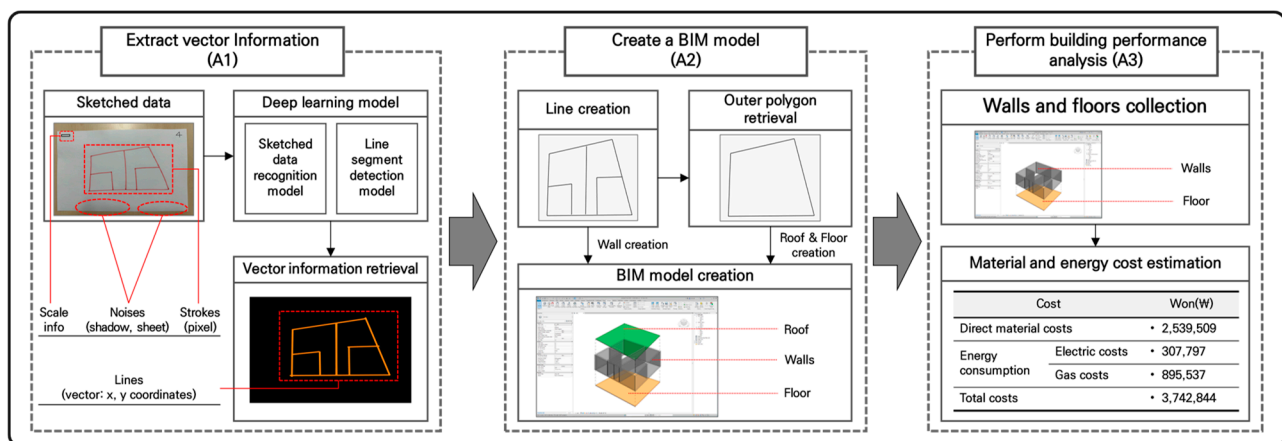 Extract vector Information
(A1)
Sketched data
Deep learning model
Sketched
data
recognition
model
Line
segment
detection
model
4
Vector information retrieval
Scale
info
Noises
(shadow, sheet)
Strokes
(pixel)
Lines
(vector: x, y coordinates)
Create a BIM model
(A2)
Line creation
Outer polygon
retrieval
Wall creation
Roof & Floor
creation
BIM model creation
Roof
Walls
Floor
Perform building performance
analysis (A3)
Walls and floors collection
Walls
Floor
Material and energy cost estimation
Cost Won(₩)
Direct material costs • 2,539,509
Energy
consumption
Electric costs • 307,797
Gas costs • 895,537
Total costs • 3,742,844